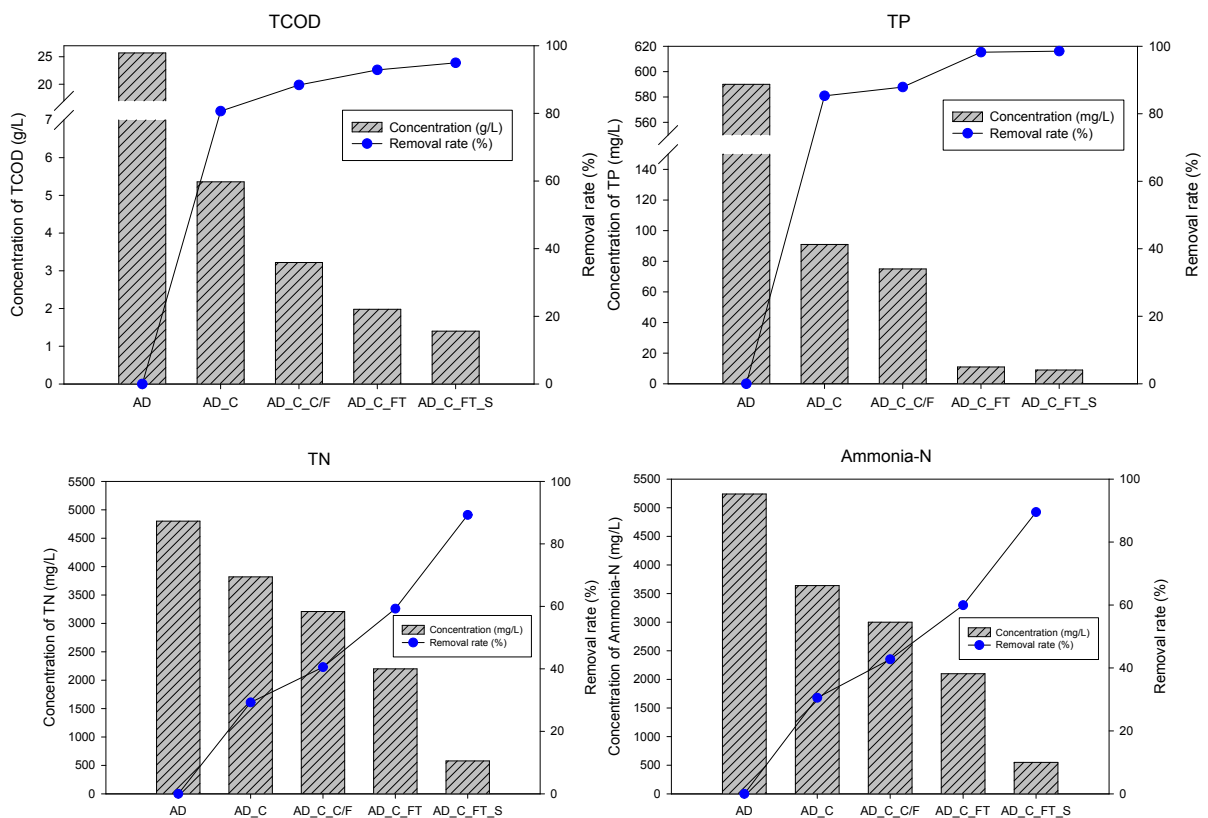 TCOD
Concentration of TCOD (g/L)
25
20
7
6
5
4
3
2
1
0
100
80
60
40
20
0
Removal rate (%)
Concentration (g/L)
Removal rate (%)
AD AD_C AD_C_C/F AD_C_FT AD_C_FT_S
TP
Concentration of TP (mg/L)
620
600
580
560
140
120
100
80
60
40
20
0
100
80
60
40
20
0
Removal rate (%)
Concentration (mg/L)
Removal rate (%)
AD AD_C AD_C_C/F AD_C_FT AD_C_FT_S
TN
Concentration of TN (mg/L)
5500
5000
4500
4000
3500
3000
2500
2000
1500
1000
500
0
100
80
60
40
20
0
Removal rate (%)
Concentration (mg/L)
Removal rate (%)
AD AD_C AD_C_C/F AD_C_FT AD_C_FT_S
Ammonia-N
Concentration of Ammonia-N (mg/L)
5500
5000
4500
4000
3500
3000
2500
2000
1500
1000
500
0
100
80
60
40
20
0
Removal rate (%)
Concentration (mg/L)
Removal rate (%)
AD AD_C AD_C_C/F AD_C_FT AD_C_FT_S